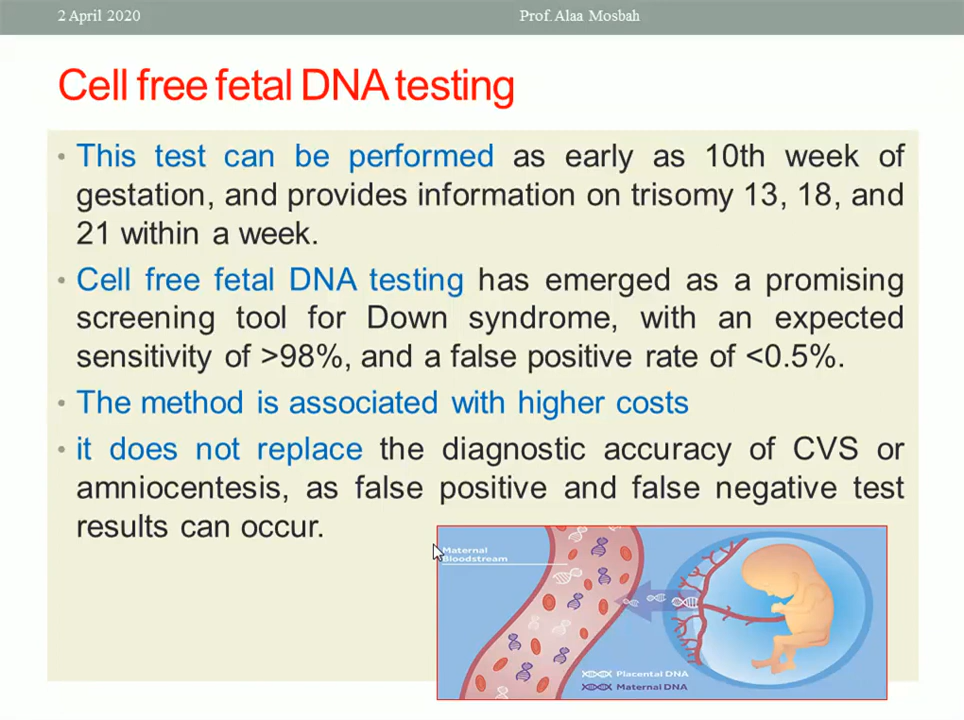 2 April 2020
Prof. Alaa Mosbah
Cell free fetal DNA testing
• This test can be performed as early as 10th week of
gestation, and provides information on trisomy 13, 18, and
21 within a week.
• Cell free fetal DNA testing has emerged as a promising
screening tool for Down syndrome, with an expected
sensitivity of >98%, and a false positive rate of <0.5%.
• The method is associated with higher costs
• it does not replace the diagnostic accuracy of CVS or
amniocentesis, as false positive and false negative test
results can occur.
Maternal
Bloodstream
Placental DNA
Maternal DNA